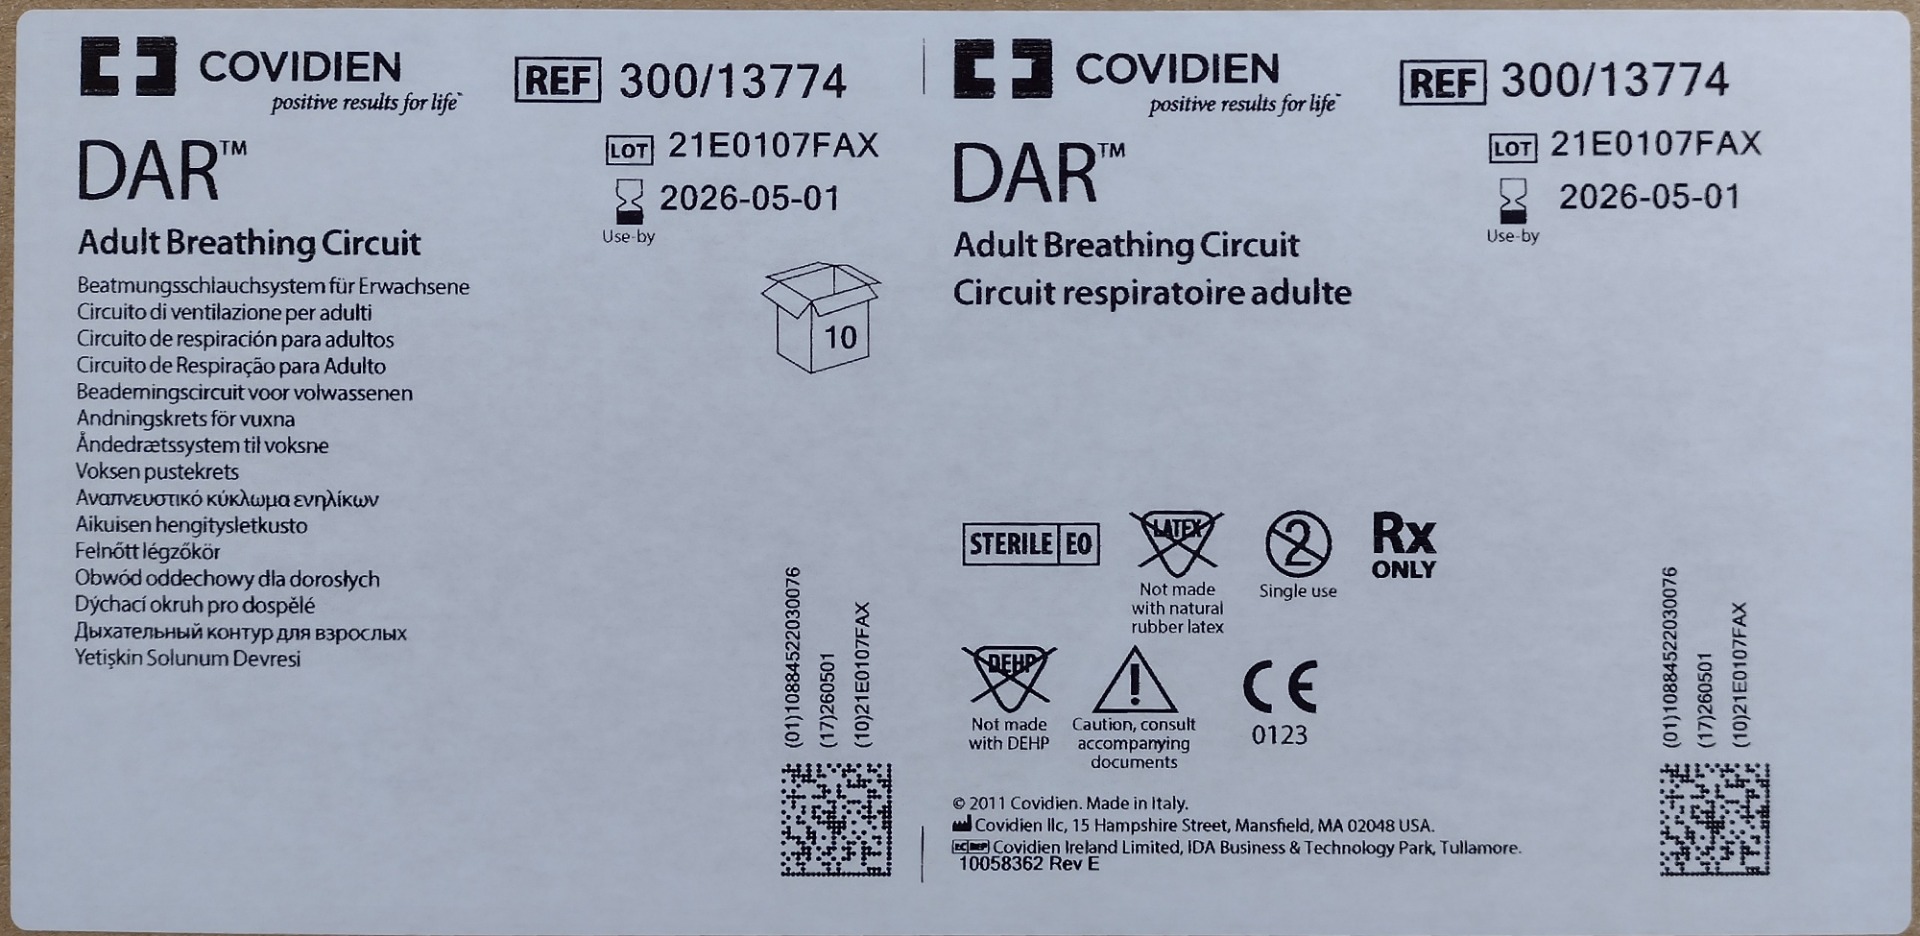 COVIDIEN
positive results for life™
REF 300/13774
LOT 21E0107FAX
2026-05-01
Use-by
DAR™
Adult Breathing Circuit
Beatmungsschlauchsystem für Erwachsene
Circuito di ventilazione per adulti
Circuito de respiración para adultos
Circuito de Respiração para Adulto
Beademingscircuit voor volwassenen
Andningskrets för vuxna
Åndedrætssystem til voksne
Voksen pustekrets
Αναπνευστικό κύκλωμα ενηλίκων
Aikuisen hengitysletkusto
Felnőtt légzőkör
Obwód oddechowy dla dorosłych
Dýchací okruh pro dospělé
Дыхательный контур для взрослых
Yetişkin Solunum Devresi
10
(01)10884522030076
(17)260501
(10)21E0107FAX
COVIDIEN
positive results for life™
REF 300/13774
LOT 21E0107FAX
2026-05-01
Use-by
DAR™
Adult Breathing Circuit
Circuit respiratoire adulte
STERILE EO
LATEX
Not made
with natural
rubber latex
2
Single use
Rx
ONLY
DEHP
Not made
with DEHP
!
Caution, consult
accompanying
documents
CE
0123
© 2011 Covidien. Made in Italy.
Covidien llc, 15 Hampshire Street, Mansfield, MA 02048 USA.
EC REP Covidien Ireland Limited, IDA Business & Technology Park, Tullamore.
10058362 Rev E
(01)10884522030076
(17)260501
(10)21E0107FAX